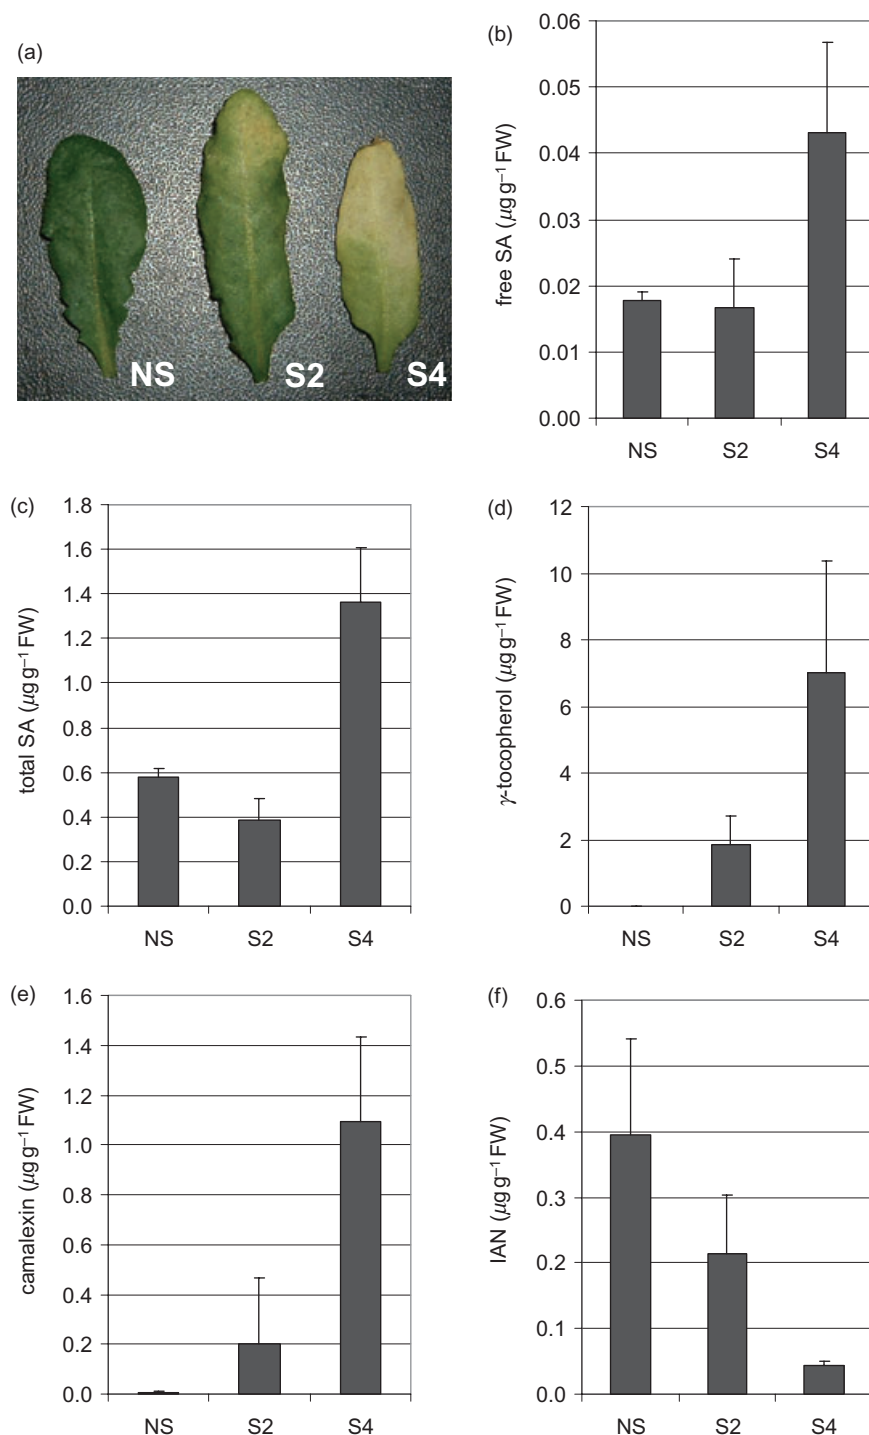 (a)
NS S2 S4
(b)
free SA (μg g⁻¹ FW)
0.06
0.05
0.04
0.03
0.02
0.01
0.00
NS S2 S4
(c)
total SA (μg g⁻¹ FW)
1.8
1.6
1.4
1.2
1.0
0.8
0.6
0.4
0.2
0.0
NS S2 S4
(d)
γ-tocopherol (μg g⁻¹ FW)
12
10
8
6
4
2
0
NS S2 S4
(e)
camalexin (μg g⁻¹ FW)
1.6
1.4
1.2
1.0
0.8
0.6
0.4
0.2
0.0
NS S2 S4
(f)
IAN (μg g⁻¹ FW)
0.6
0.5
0.4
0.3
0.2
0.1
0.0
NS S2 S4